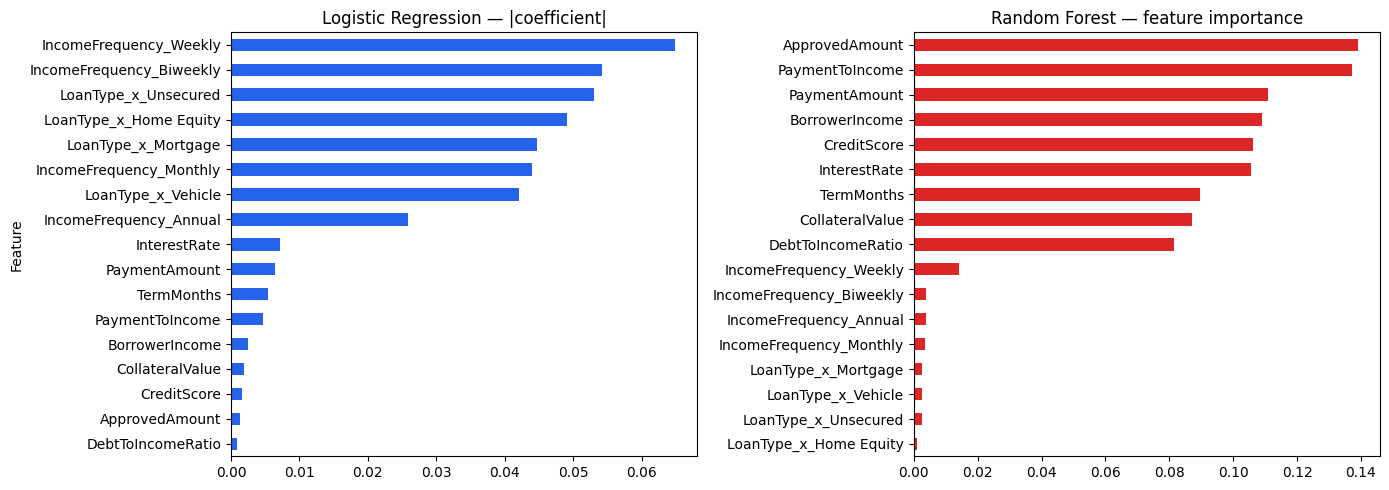 Logistic Regression — |coefficient|
Feature
IncomeFrequency_Weekly
IncomeFrequency_Biweekly
LoanType_x_Unsecured
LoanType_x_Home Equity
LoanType_x_Mortgage
IncomeFrequency_Monthly
LoanType_x_Vehicle
IncomeFrequency_Annual
InterestRate
PaymentAmount
TermMonths
PaymentToIncome
BorrowerIncome
CollateralValue
CreditScore
ApprovedAmount
DebtToIncomeRatio
0.00 0.01 0.02 0.03 0.04 0.05 0.06
Random Forest — feature importance
ApprovedAmount
PaymentToIncome
PaymentAmount
BorrowerIncome
CreditScore
InterestRate
TermMonths
CollateralValue
DebtToIncomeRatio
IncomeFrequency_Weekly
IncomeFrequency_Biweekly
IncomeFrequency_Annual
IncomeFrequency_Monthly
LoanType_x_Mortgage
LoanType_x_Vehicle
LoanType_x_Unsecured
LoanType_x_Home Equity
0.00 0.02 0.04 0.06 0.08 0.10 0.12 0.14